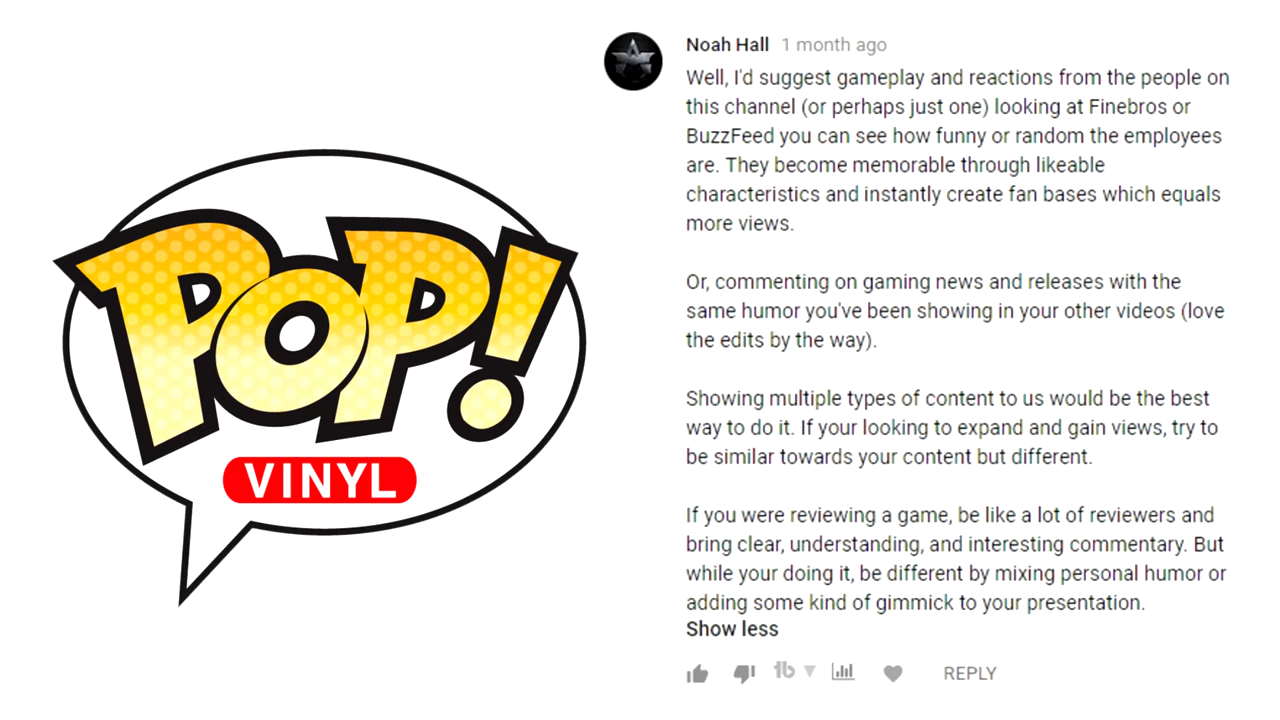 POP!
VINYL
Noah Hall 1 month ago
Well, I'd suggest gameplay and reactions from the people on
this channel (or perhaps just one) looking at Finebros or
BuzzFeed you can see how funny or random the employees
are. They become memorable through likeable
characteristics and instantly create fan bases which equals
more views.
Or, commenting on gaming news and releases with the
same humor you've been showing in your other videos (love
the edits by the way).
Showing multiple types of content to us would be the best
way to do it. If your looking to expand and gain views, try to
be similar towards your content but different.
If you were reviewing a game, be like a lot of reviewers and
bring clear, understanding, and interesting commentary. But
while your doing it, be different by mixing personal humor or
adding some kind of gimmick to your presentation.
Show less
tb REPLY